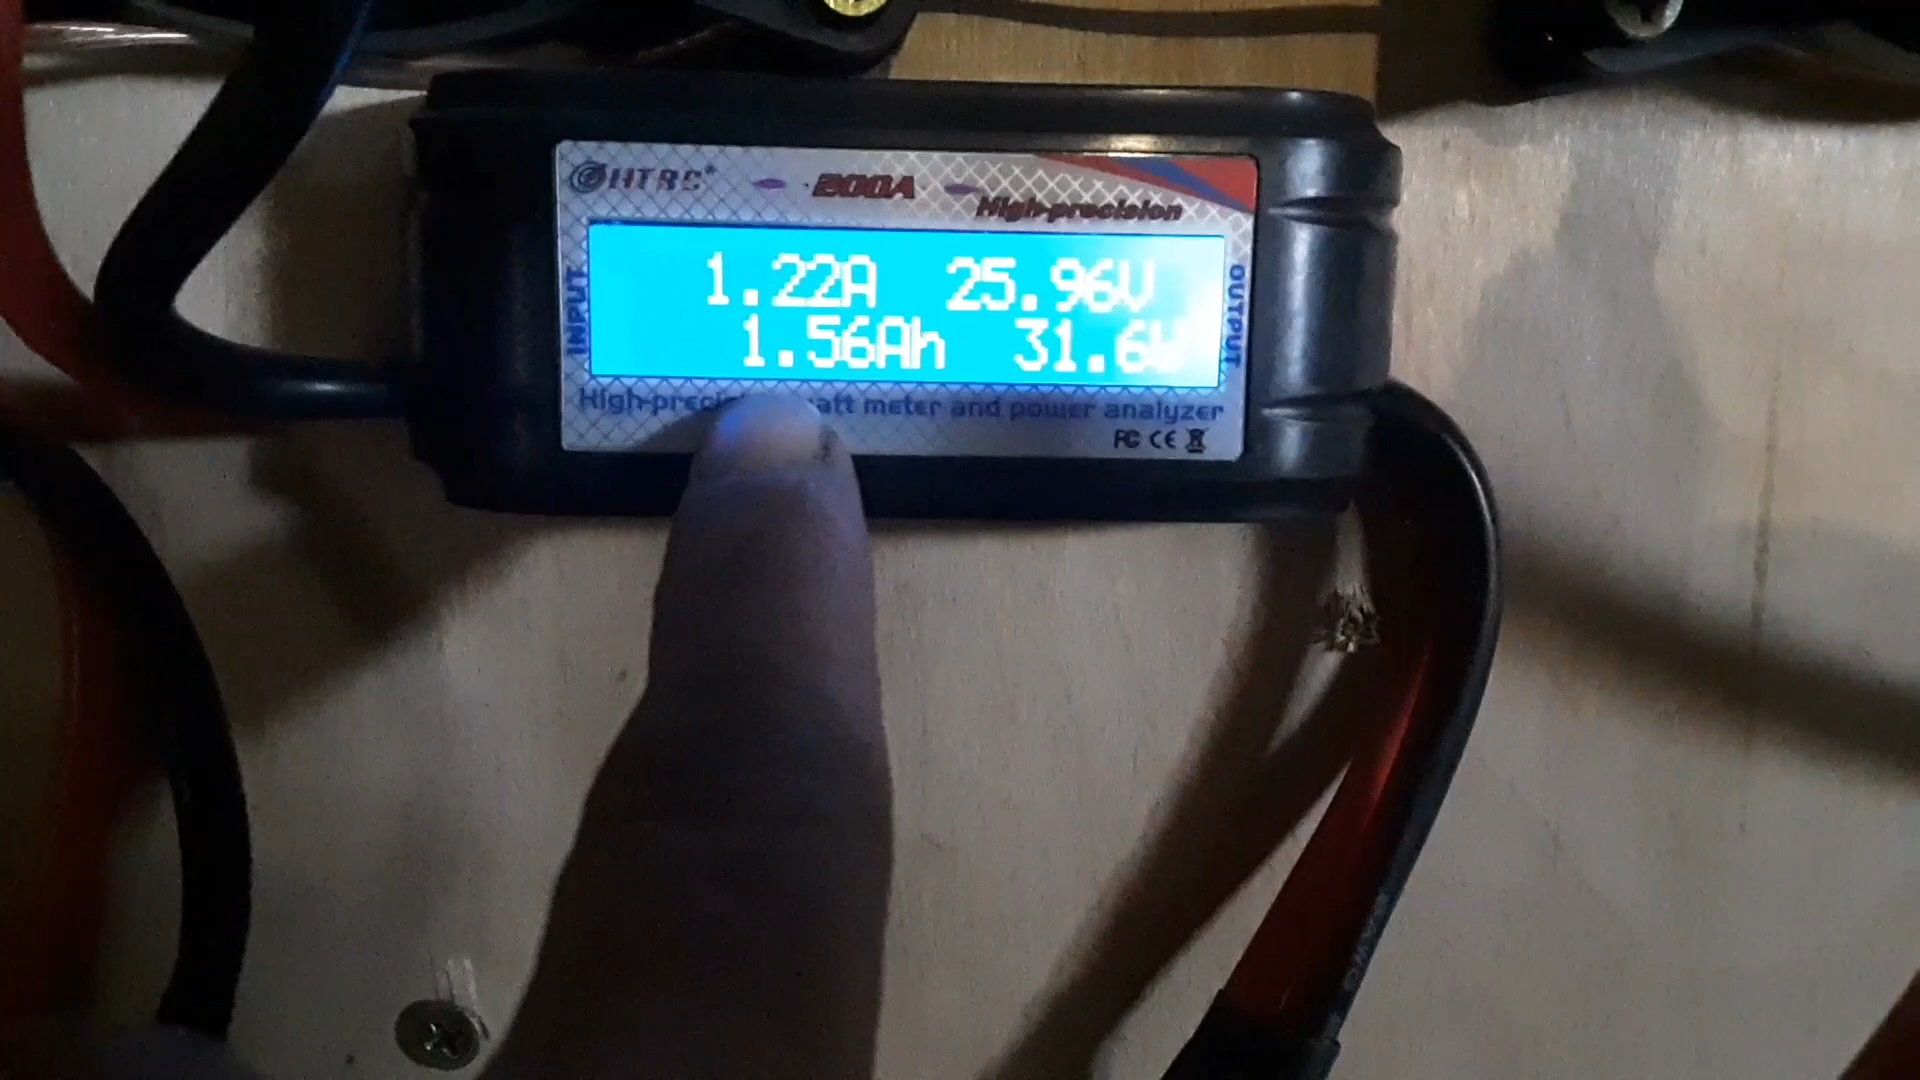 HTRC®
200A
High-precision
INPUT
1.22A 25.96V
1.56Ah 31.6W
OUTPUT
watt meter and power analyzer
FC CE